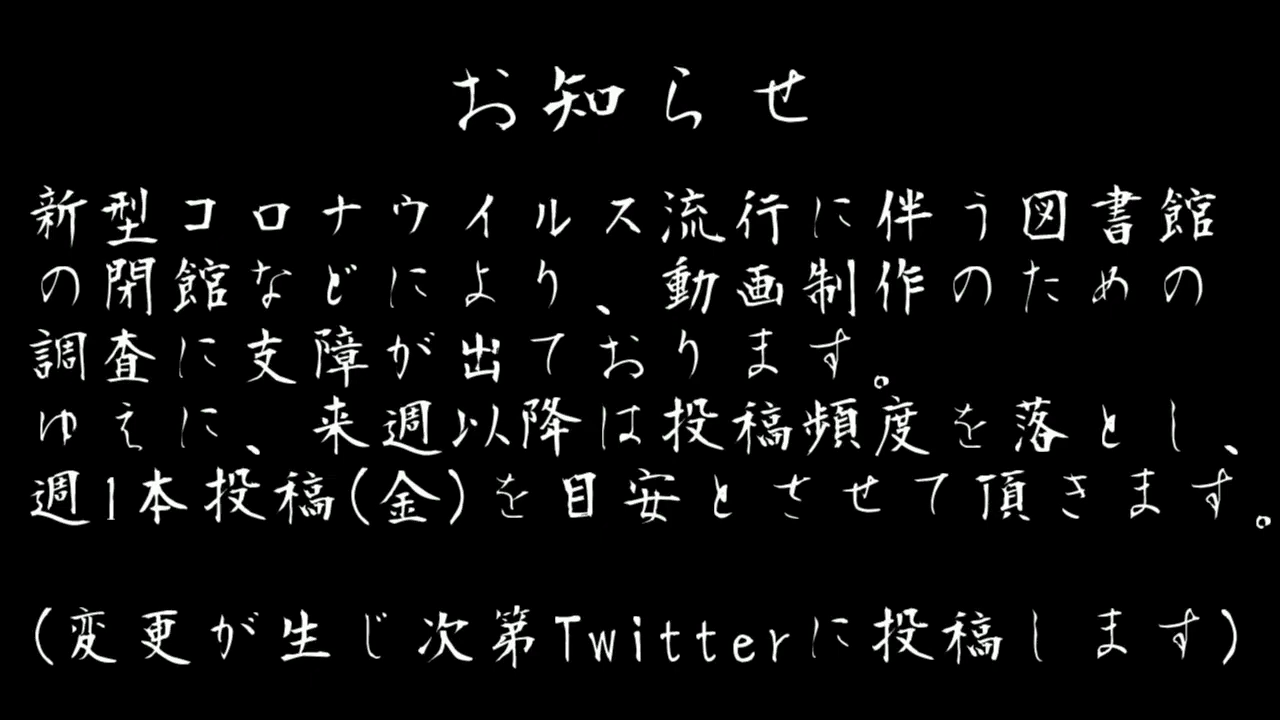 お知らせ
新型コロナウイルス流行に伴う図書館
の閉館などにより、動画制作のための
調査に支障が出ております。
ゆえに、来週以降は投稿頻度を落とし、
週1本投稿(金)を目安とさせて頂きます。
(変更が生じ次第Twitterに投稿します)